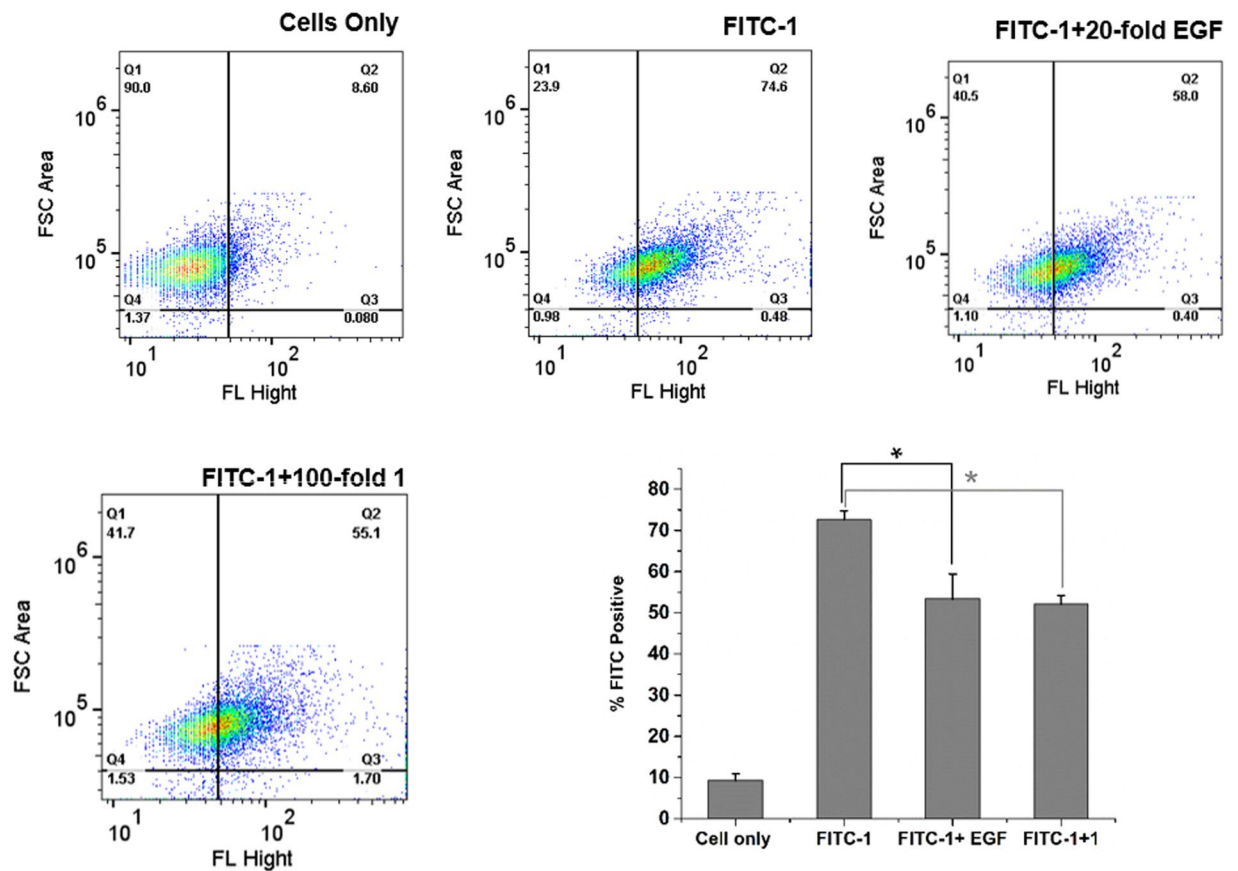 Cells Only
Q1
90.0
Q2
8.60
10^6
10^5
FSC Area
Q4
1.37
Q3
0.080
10^1
10^2
FL Hight
FITC-1
Q1
23.9
Q2
74.6
10^6
10^5
FSC Area
Q4
0.98
Q3
0.48
10^1
10^2
FL Hight
FITC-1+20-fold EGF
Q1
40.5
Q2
58.0
10^6
10^5
FSC Area
Q4
1.10
Q3
0.40
10^1
10^2
FL Hight
FITC-1+100-fold 1
Q1
41.7
Q2
55.1
10^6
10^5
FSC Area
Q4
1.53
Q3
1.70
10^1
10^2
FL Hight
*
*
80
70
60
50
40
30
20
10
0
% FITC Positive
Cell only
FITC-1
FITC-1+ EGF
FITC-1+1